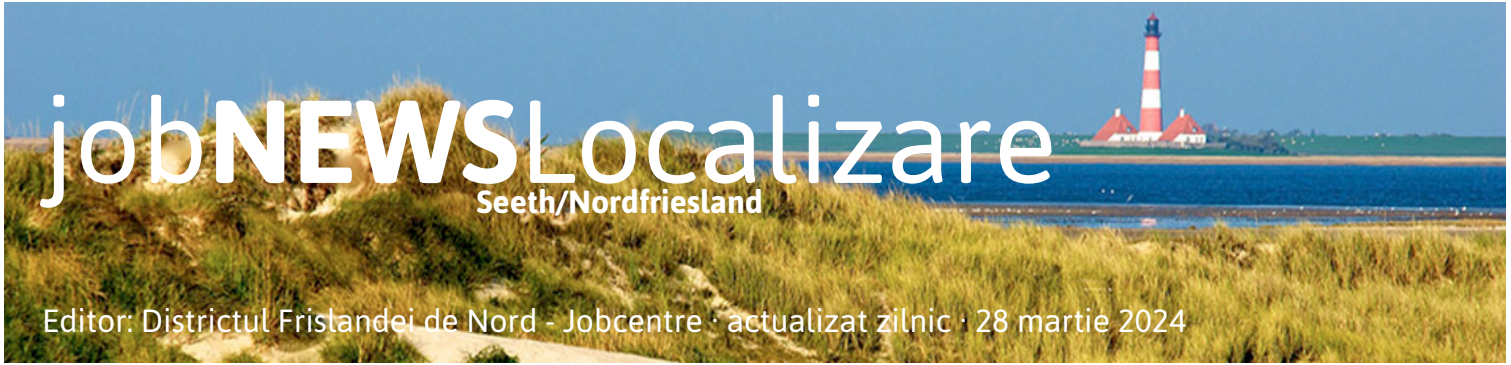 jobNEWSLocalizare
Seeth/Nordfriesland
Editor: Districtul Frislandei de Nord - Jobcentre · actualizat zilnic · 28 martie 2024